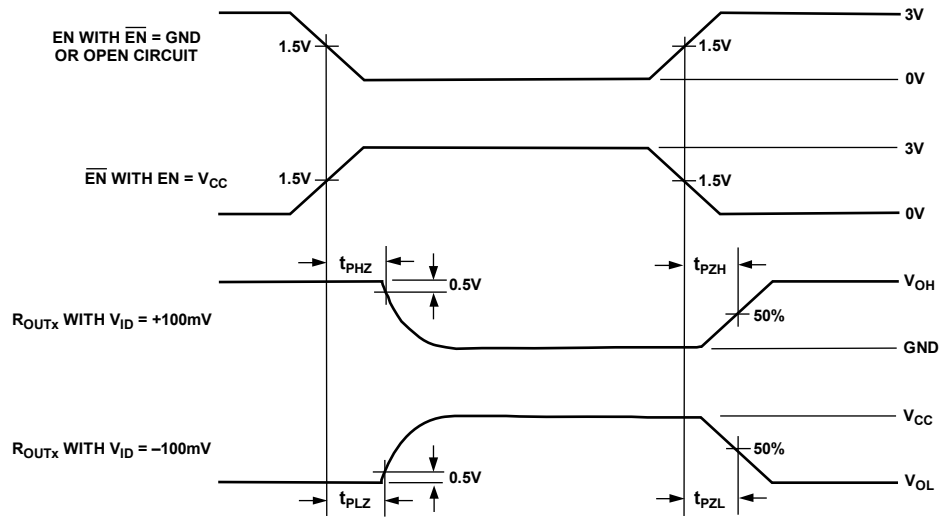 EN WITH E̅N̅ = GND
OR OPEN CIRCUIT
1.5V
1.5V
3V
0V
E̅N̅ WITH EN = VCC
1.5V
1.5V
3V
0V
tPHZ
0.5V
tPZH
50%
VOH
GND
ROUTx WITH VID = +100mV
VCC
ROUTx WITH VID = –100mV
0.5V
50%
VOL
tPLZ
tPZL